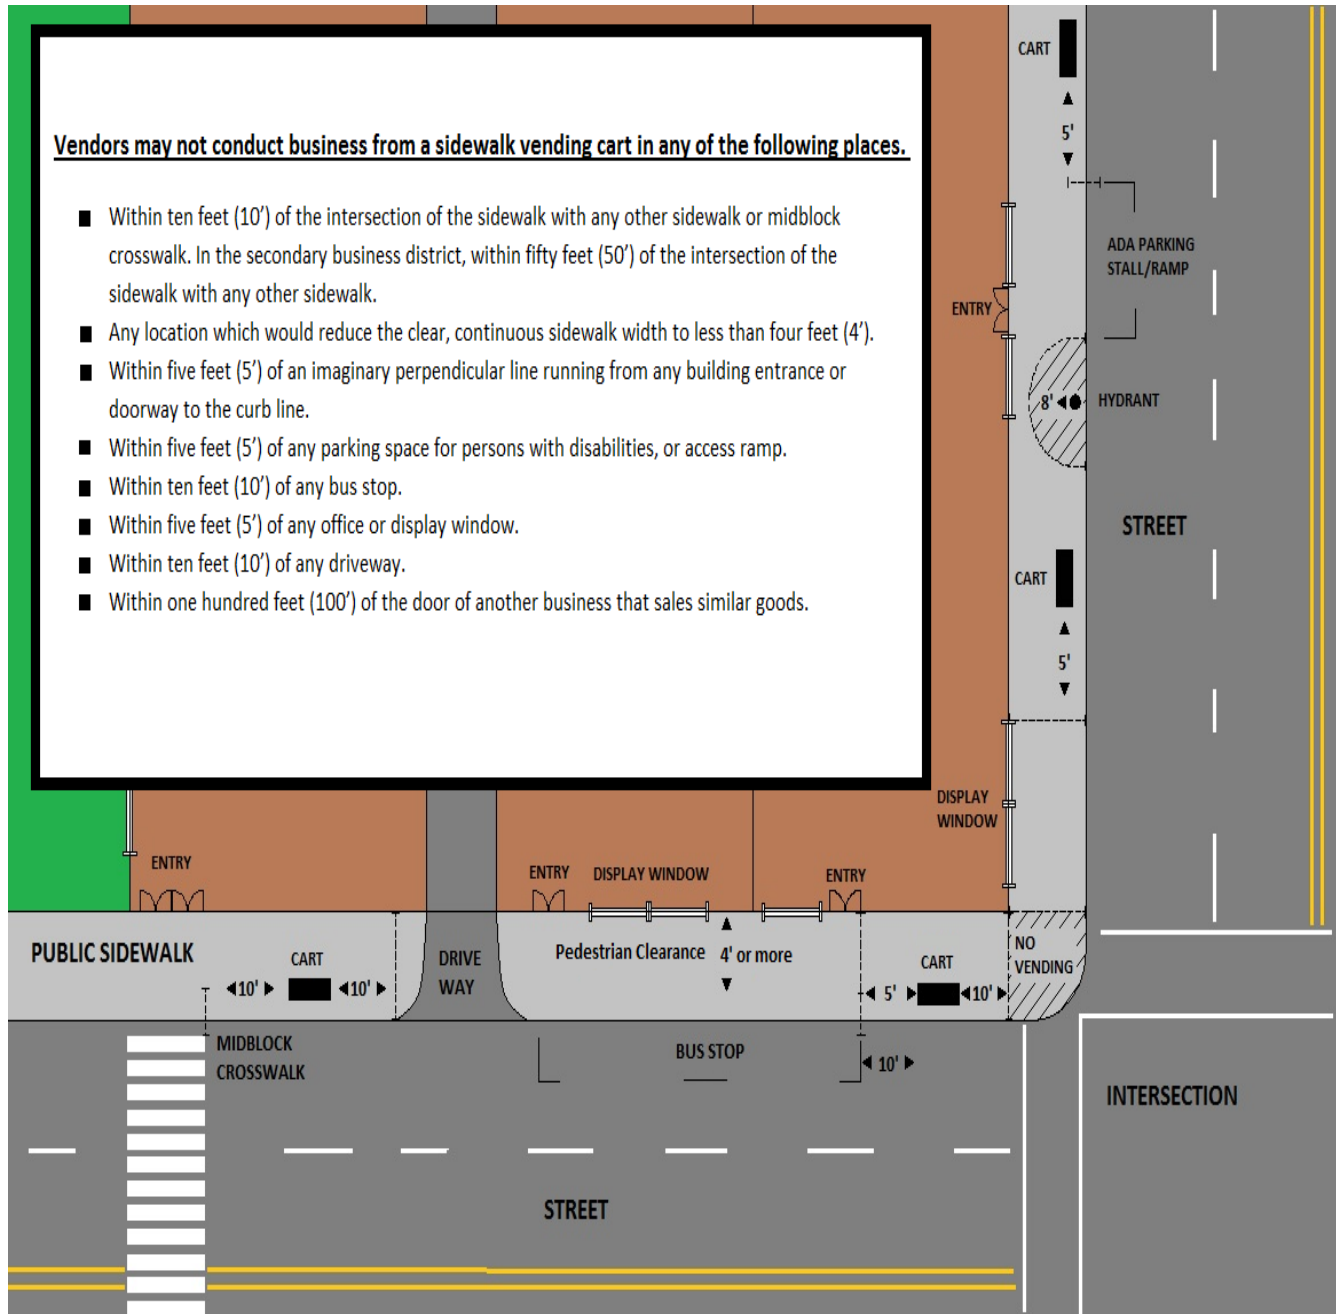 Vendors may not conduct business from a sidewalk vending cart in any of the following places.
■ Within ten feet (10’) of the intersection of the sidewalk with any other sidewalk or midblock
crosswalk. In the secondary business district, within fifty feet (50’) of the intersection of the
sidewalk with any other sidewalk.
■ Any location which would reduce the clear, continuous sidewalk width to less than four feet (4’).
■ Within five feet (5’) of an imaginary perpendicular line running from any building entrance or
doorway to the curb line.
■ Within five feet (5’) of any parking space for persons with disabilities, or access ramp.
■ Within ten feet (10’) of any bus stop.
■ Within five feet (5’) of any office or display window.
■ Within ten feet (10’) of any driveway.
■ Within one hundred feet (100’) of the door of another business that sales similar goods.
CART
5'
ADA PARKING
STALL/RAMP
ENTRY
8'
HYDRANT
STREET
CART
5'
DISPLAY
WINDOW
ENTRY
ENTRY
DISPLAY WINDOW
ENTRY
PUBLIC SIDEWALK
CART
10'
10'
DRIVE
WAY
Pedestrian Clearance
4' or more
CART
5'
10'
NO
VENDING
MIDBLOCK
CROSSWALK
BUS STOP
10'
INTERSECTION
STREET